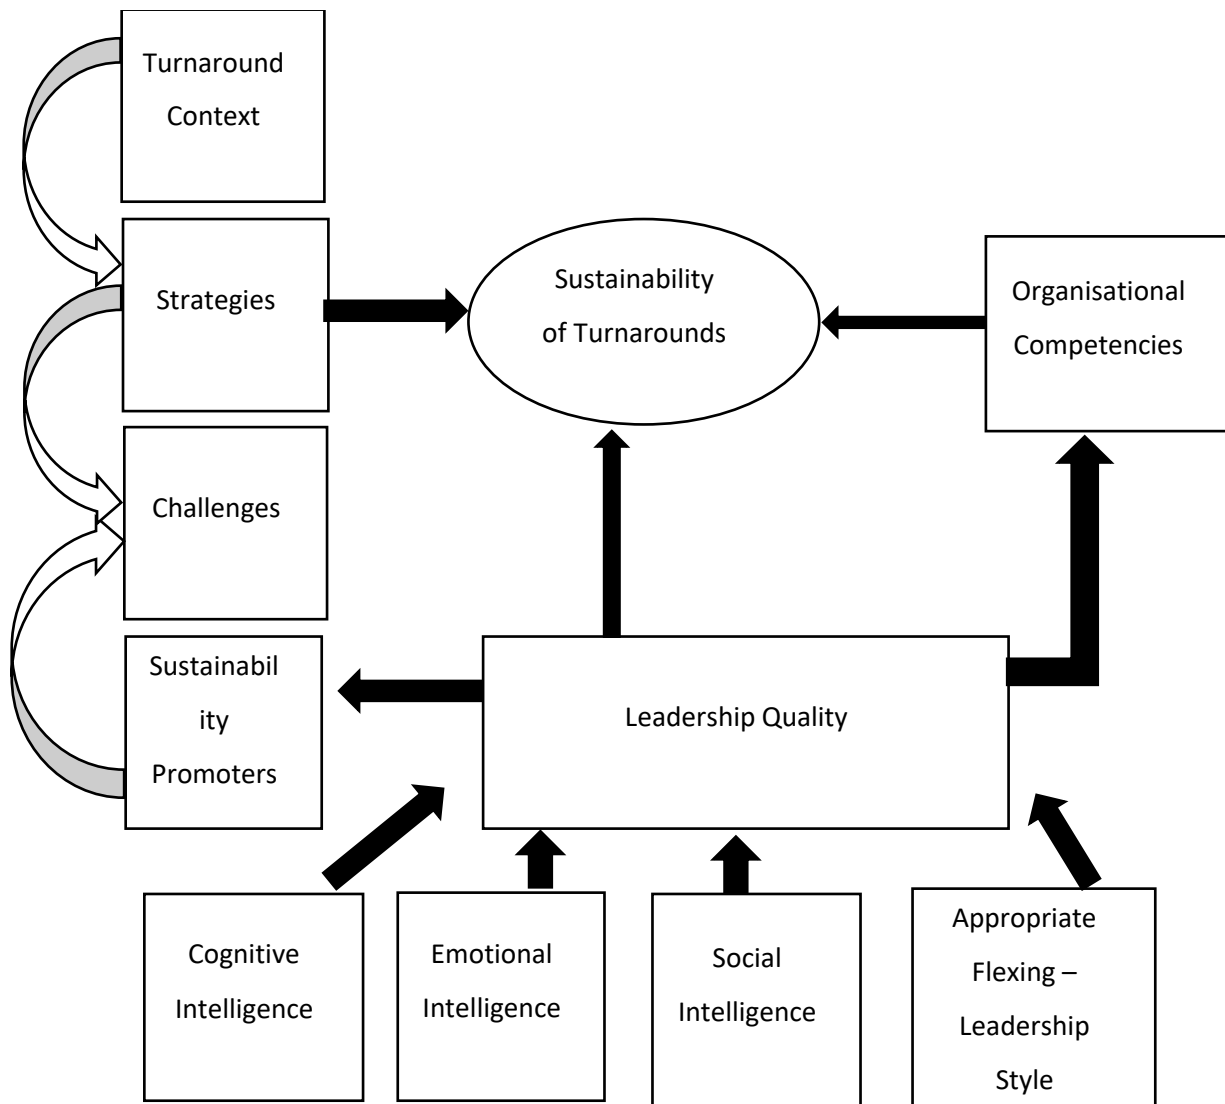 Turnaround
Context
Strategies
Sustainability
of Turnarounds
Organisational
Competencies
Challenges
Sustainabil
ity
Promoters
Leadership Quality
Cognitive
Intelligence
Emotional
Intelligence
Social
Intelligence
Appropriate
Flexing –
Leadership
Style